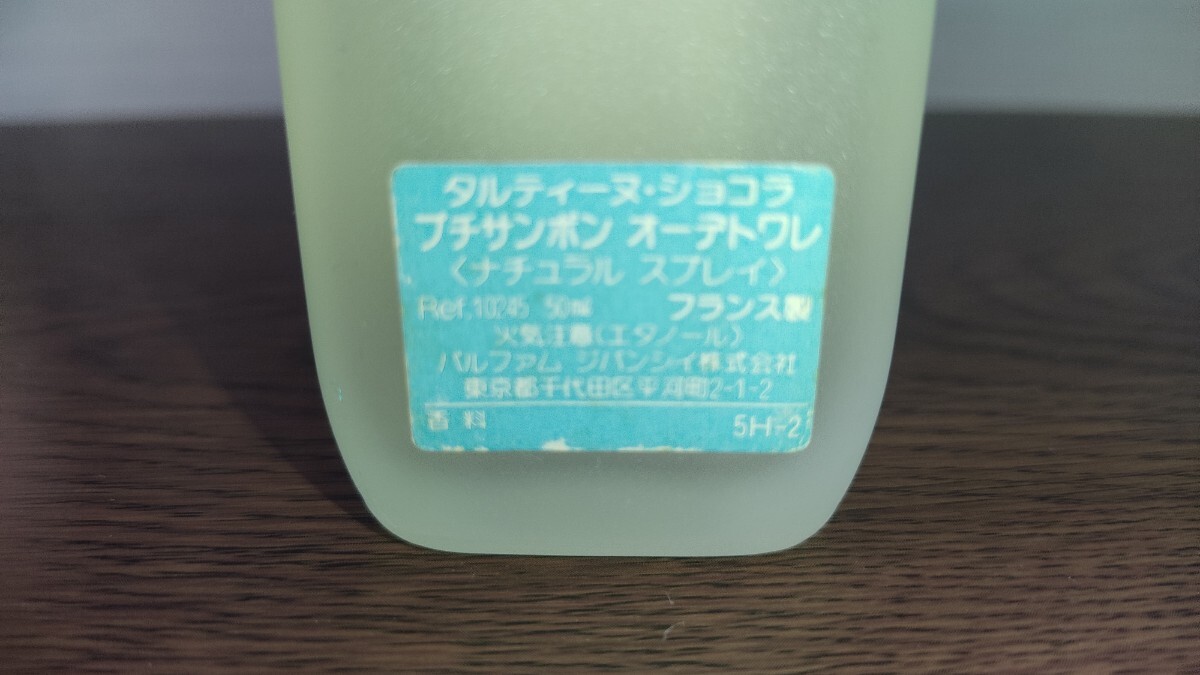 タルティーヌ・ショコラ
プチサンボン オーデトワレ
〈ナチュラル スプレイ〉
Ref.10245 50ml フランス製
火気注意(エタノール)
パルファム ジバンシイ株式会社
東京都千代田区平河町2-1-2
香料 5H-2